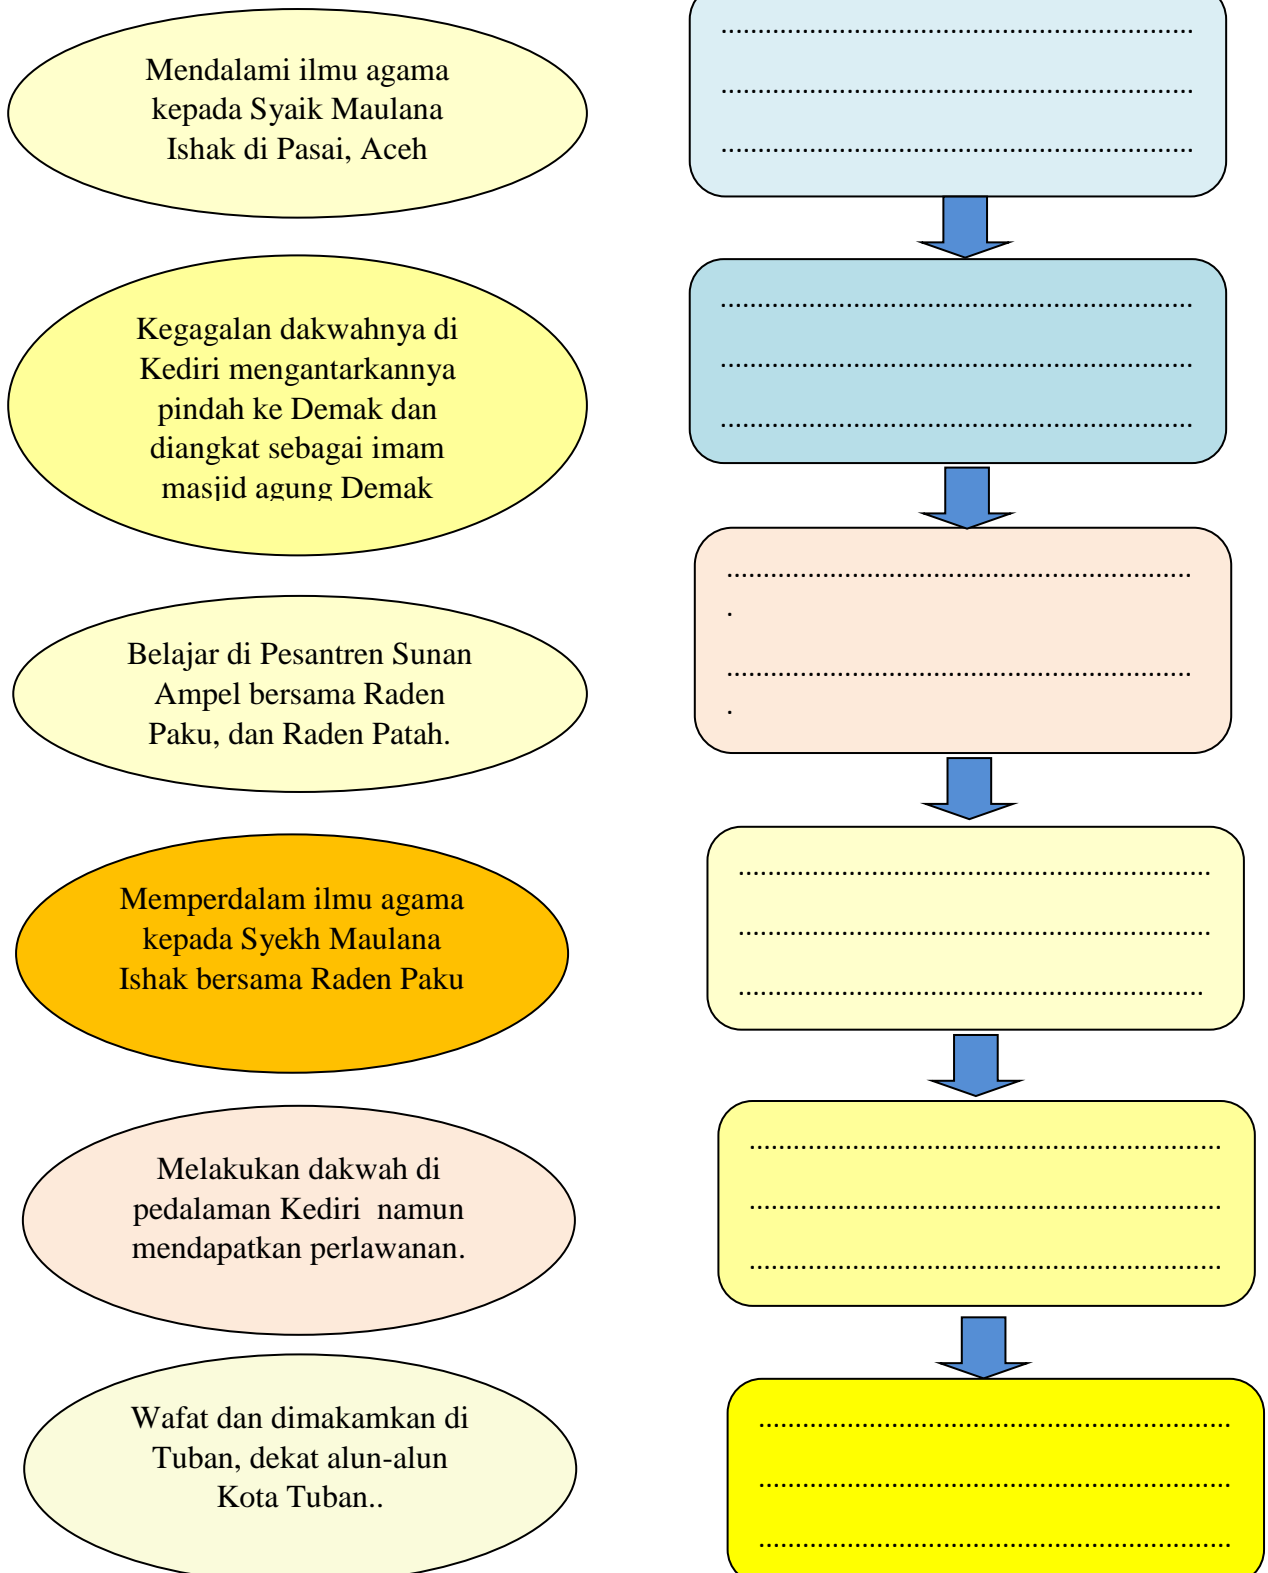 Mendalami ilmu agama
kepada Syaik Maulana
Ishak di Pasai, Aceh
Kegagalan dakwahnya di
Kediri mengantarkannya
pindah ke Demak dan
diangkat sebagai imam
masjid agung Demak
Belajar di Pesantren Sunan
Ampel bersama Raden
Paku, dan Raden Patah.
Memperdalam ilmu agama
kepada Syekh Maulana
Ishak bersama Raden Paku
Melakukan dakwah di
pedalaman Kediri  namun
mendapatkan perlawanan.
Wafat dan dimakamkan di
Tuban, dekat alun-alun
Kota Tuban..
................................................................
................................................................
................................................................
................................................................
................................................................
................................................................
...............................................................
.
...............................................................
.
................................................................
................................................................
...............................................................
................................................................
................................................................
................................................................
................................................................
................................................................
................................................................